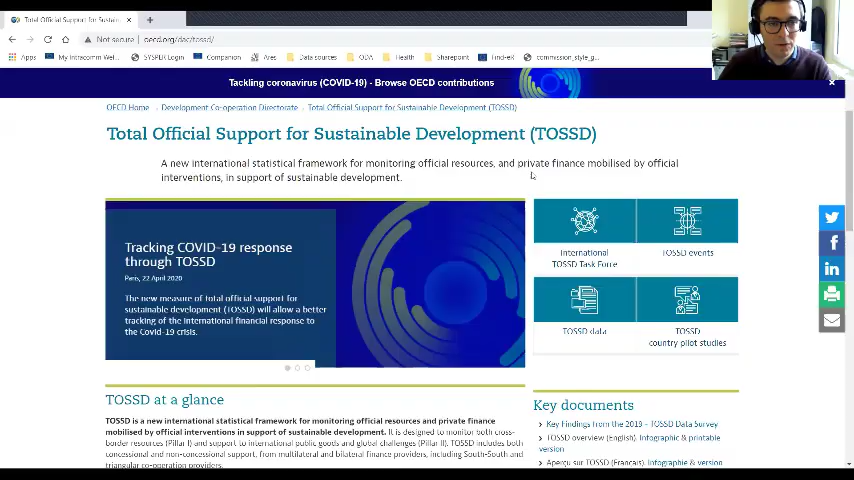 Total Official Support for Sustain
Not secure | oecd.org/dac/tossd/
Apps
My Intracomm Wel...
SYSPER Login
Companion
Ares
Data sources
ODA
Health
Sharepoint
Find-eR
commission_style_g...
Tackling coronavirus (COVID-19) - Browse OECD contributions
OECD Home > Development Co-operation Directorate > Total Official Support for Sustainable Development (TOSSD)
Total Official Support for Sustainable Development (TOSSD)
A new international statistical framework for monitoring official resources, and private finance mobilised by official
interventions, in support of sustainable development.
Tracking COVID-19 response
through TOSSD
Paris, 22 April 2020
The new measure of total official support for
sustainable development (TOSSD) will allow a better
tracking of the international financial response to
the Covid-19 crisis.
International
TOSSD Task Force
TOSSD events
TOSSD data
TOSSD
country pilot studies
TOSSD at a glance
TOSSD is a new international statistical framework for monitoring official resources and private finance
mobilised by official interventions in support of sustainable development. It is designed to monitor both cross-
border resources (Pillar I) and support to international public goods and global challenges (Pillar II). TOSSD includes both
concessional and non-concessional support, from multilateral and bilateral finance providers, including South-South and
triangular co-operation providers.
Key documents
> Key Findings from the 2019 - TOSSD Data Survey
> TOSSD overview (English). Infographic & printable
version
> Aperçu sur TOSSD (Français). Infographie & version